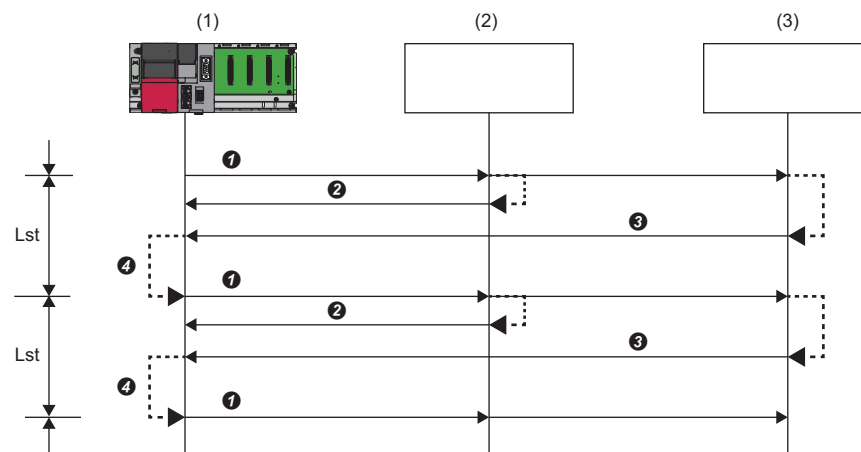 (1) (2) (3)
❶
❷
Lst ❸
❹ ❶
❷
Lst ❸
❹ ❶